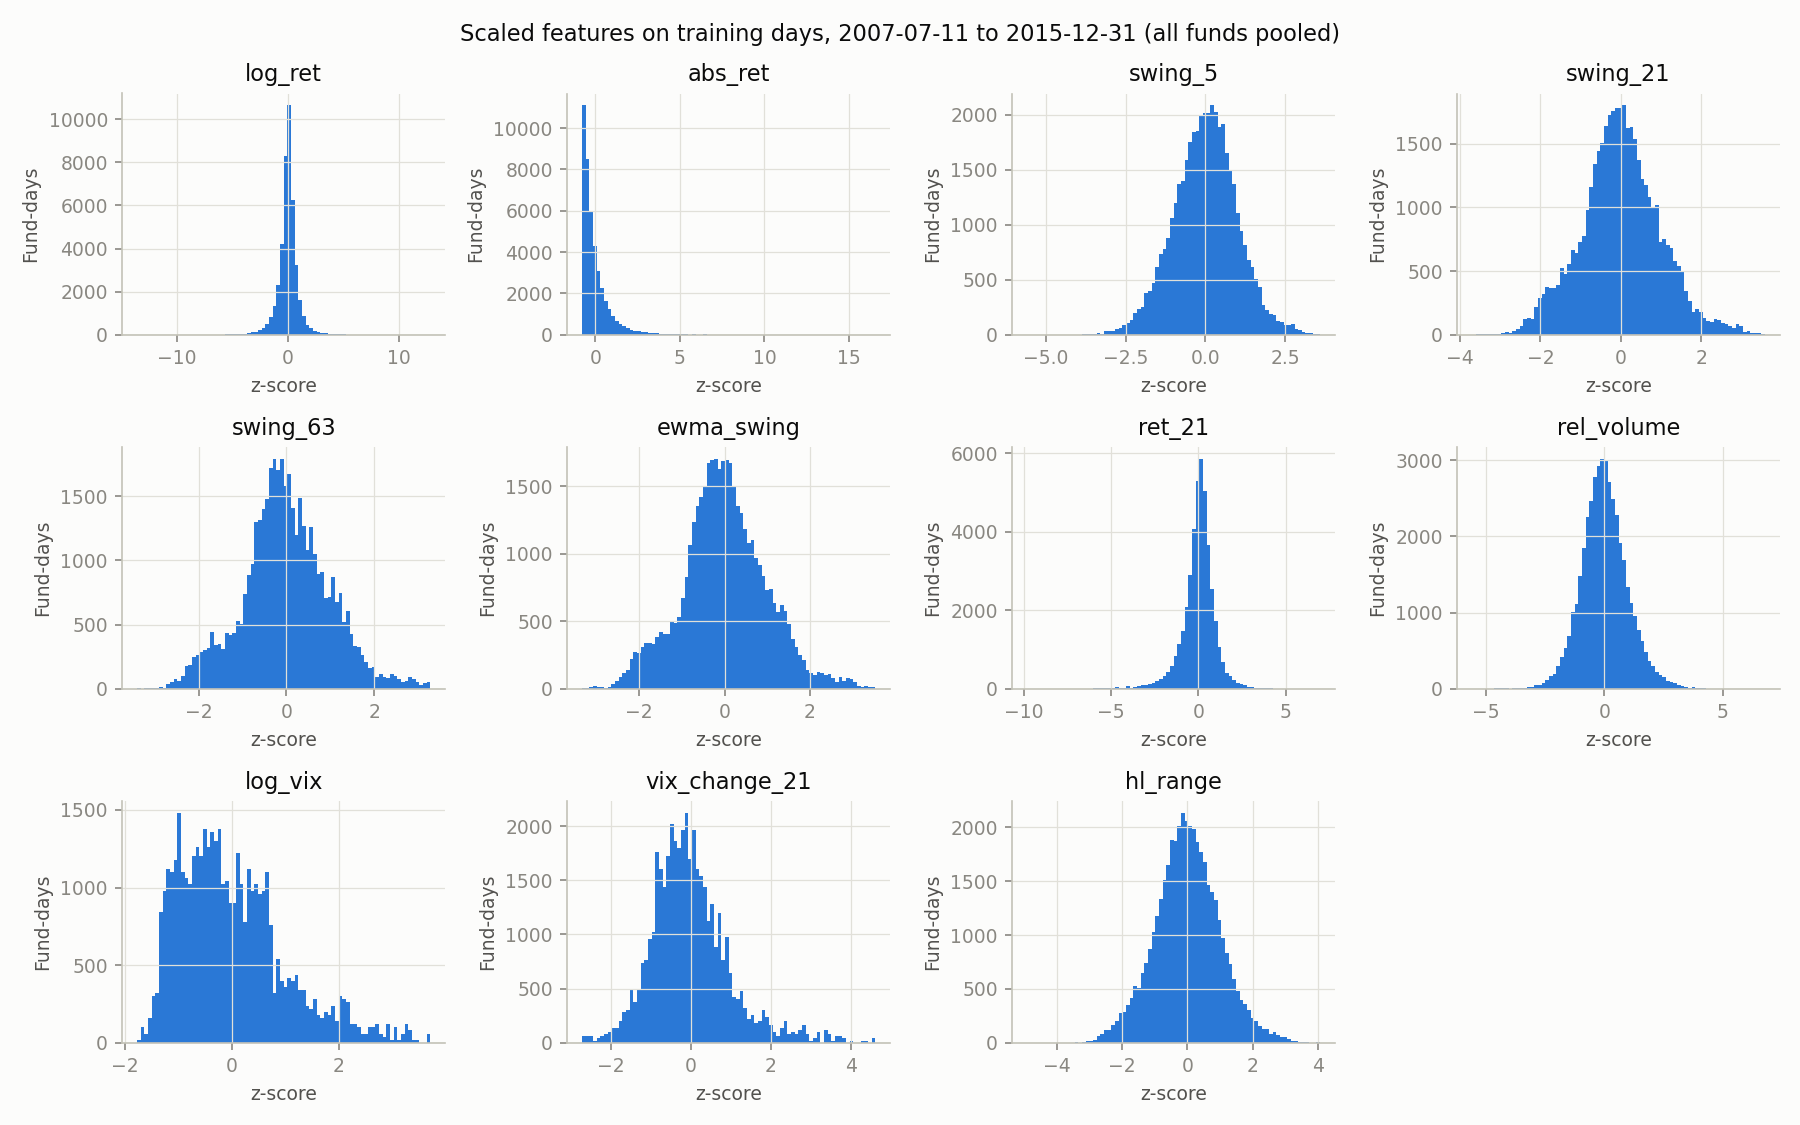 Scaled features on training days, 2007-07-11 to 2015-12-31 (all funds pooled)
log_ret
Fund-days
10000
8000
6000
4000
2000
0
−10
0
10
z-score
abs_ret
Fund-days
10000
8000
6000
4000
2000
0
0
5
10
15
z-score
swing_5
Fund-days
2000
1500
1000
500
0
−5.0
−2.5
0.0
2.5
z-score
swing_21
Fund-days
1500
1000
500
0
−4
−2
0
2
z-score
swing_63
Fund-days
1500
1000
500
0
−2
0
2
z-score
ewma_swing
Fund-days
1500
1000
500
0
−2
0
2
z-score
ret_21
Fund-days
6000
4000
2000
0
−10
−5
0
5
z-score
rel_volume
Fund-days
3000
2000
1000
0
−5
0
5
z-score
log_vix
Fund-days
1500
1000
500
0
−2
0
2
z-score
vix_change_21
Fund-days
2000
1500
1000
500
0
−2
0
2
4
z-score
hl_range
Fund-days
2000
1500
1000
500
0
−4
−2
0
2
4
z-score